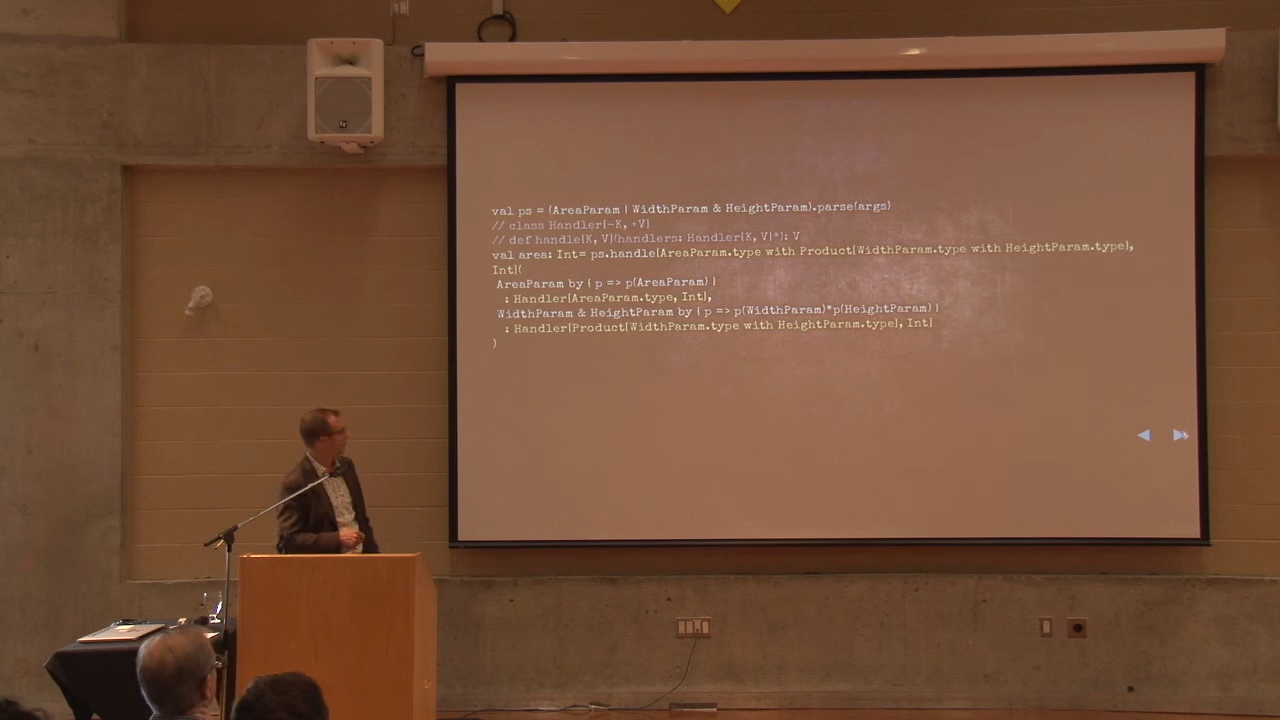 val ps = (AreaParam | WidthParam & HeightParam).parse(args)
// class Handler[-K, +V]
// def handle[K, V](handlers: Handler[K, V]*): V
val area: Int = ps.handle[AreaParam.type with Product[WidthParam.type with HeightParam.type],
Int](
AreaParam by { p => p(AreaParam) }
: Handler[AreaParam.type, Int],
WidthParam & HeightParam by { p => p(WidthParam)*p(HeightParam) }
: Handler[Product[WidthParam.type with HeightParam.type], Int]
)